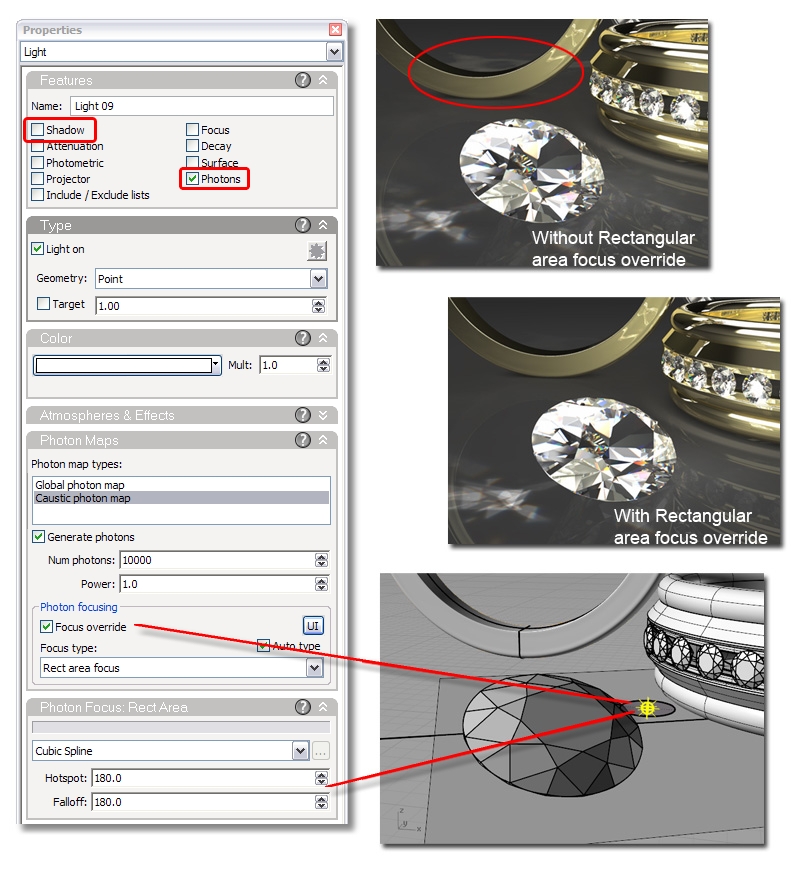 Properties
Light
Features
Name: Light 09
Shadow
Focus
Attenuation
Decay
Photometric
Surface
Projector
Photons
Include / Exclude lists
Type
Light on
Geometry: Point
Target 1.00
Color
Mult: 1.0
Atmospheres & Effects
Photon Maps
Photon map types:
Global photon map
Caustic photon map
Generate photons
Num photons: 10000
Power: 1.0
Photon focusing
Focus override
UI
Focus type:
Auto type
Rect area focus
Photon Focus: Rect Area
Cubic Spline
...
Hotspot: 180.0
Falloff: 180.0
Without Rectangular
area focus override
With Rectangular
area focus override
z
y
x